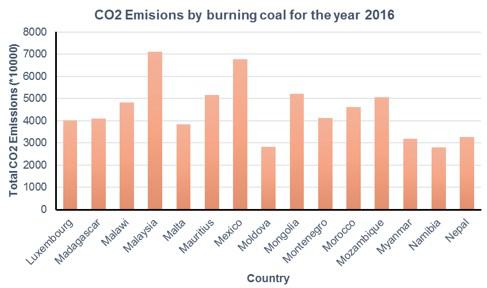 CO2 Emisions by burning coal for the year 2016
Total CO2 Emissions (*10000)
8000
7000
6000
5000
4000
3000
2000
1000
0
Luxembourg
Madagascar
Malawi
Malaysia
Malta
Mauritius
Mexico
Moldova
Mongolia
Montenegro
Morocco
Mozambique
Myanmar
Namibia
Nepal
Country